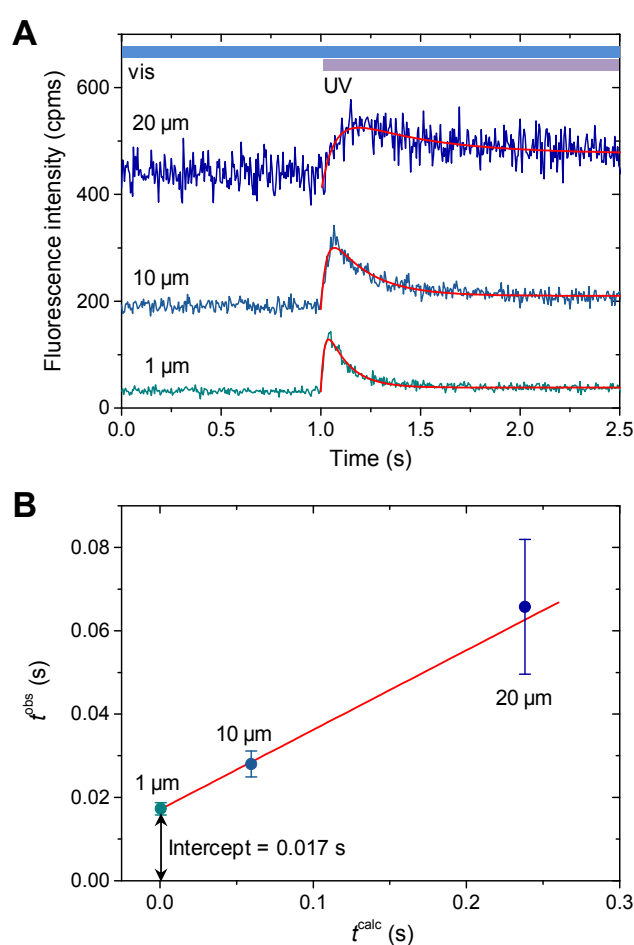 A
vis
UV
20 µm
10 µm
1 µm
Fluorescence intensity (cpms)
600
400
200
0
0.0 0.5 1.0 1.5 2.0 2.5
Time (s)
B
0.08
0.06
0.04
0.02
0.00
t^obs (s)
1 µm
10 µm
20 µm
Intercept = 0.017 s
0.0 0.1 0.2 0.3
t^calc (s)